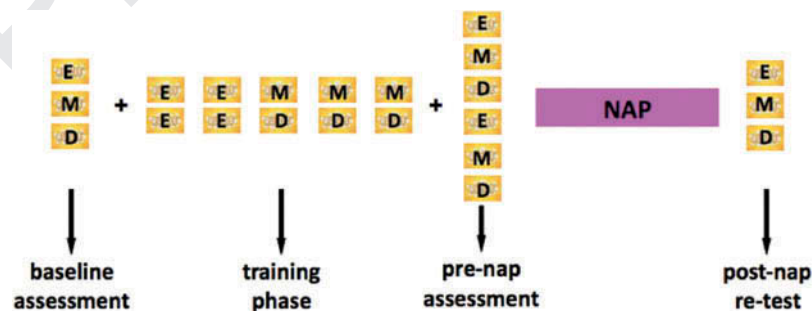 E
M
D
+
E E M M M
E E D D D
+
E
M
D
E
M
D
NAP
E
M
D
baseline
assessment
training
phase
pre-nap
assessment
post-nap
re-test